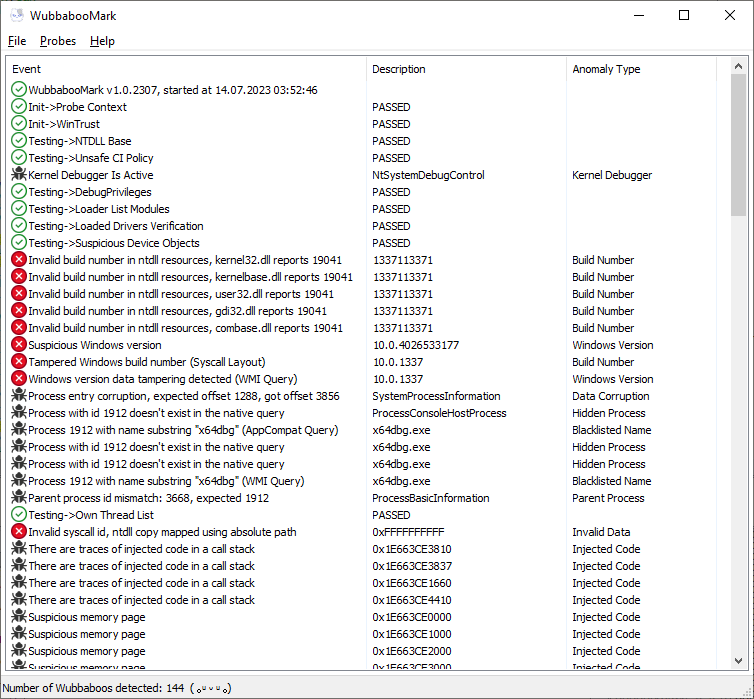 WubbabooMark
File Probes Help
Event Description Anomaly Type
WubbabooMark v1.0.2307, started at 14.07.2023 03:52:46
Init->Probe Context PASSED
Init->WinTrust PASSED
Testing->NTDLL Base PASSED
Testing->Unsafe CI Policy PASSED
Kernel Debugger Is Active NtSystemDebugControl Kernel Debugger
Testing->DebugPrivileges PASSED
Testing->Loader List Modules PASSED
Testing->Loaded Drivers Verification PASSED
Testing->Suspicious Device Objects PASSED
Invalid build number in ntdll resources, kernel32.dll reports 19041 1337113371 Build Number
Invalid build number in ntdll resources, kernelbase.dll reports 19041 1337113371 Build Number
Invalid build number in ntdll resources, user32.dll reports 19041 1337113371 Build Number
Invalid build number in ntdll resources, gdi32.dll reports 19041 1337113371 Build Number
Invalid build number in ntdll resources, combase.dll reports 19041 1337113371 Build Number
Suspicious Windows version 10.0.4026533177 Windows Version
Tampered Windows build number (Syscall Layout) 10.0.1337 Build Number
Windows version data tampering detected (WMI Query) 10.0.1337 Windows Version
Process entry corruption, expected offset 1288, got offset 3856 SystemProcessInformation Data Corruption
Process with id 1912 doesn't exist in the native query ProcessConsoleHostProcess Hidden Process
Process 1912 with name substring "x64dbg" (AppCompat Query) x64dbg.exe Blacklisted Name
Process with id 1912 doesn't exist in the native query x64dbg.exe Hidden Process
Process with id 1912 doesn't exist in the native query x64dbg.exe Hidden Process
Process 1912 with name substring "x64dbg" (WMI Query) x64dbg.exe Blacklisted Name
Parent process id mismatch: 3668, expected 1912 ProcessBasicInformation Parent Process
Testing->Own Thread List PASSED
Invalid syscall id, ntdll copy mapped using absolute path 0xFFFFFFFFFF Invalid Data
There are traces of injected code in a call stack 0x1E663CE3810 Injected Code
There are traces of injected code in a call stack 0x1E663CE3837 Injected Code
There are traces of injected code in a call stack 0x1E663CE1660 Injected Code
There are traces of injected code in a call stack 0x1E663CE4410 Injected Code
Suspicious memory page 0x1E663CE0000 Injected Code
Suspicious memory page 0x1E663CE1000 Injected Code
Suspicious memory page 0x1E663CE2000 Injected Code
Suspicious memory page 0x1E663CE3000 Injected Code
Number of Wubbaboos detected: 144